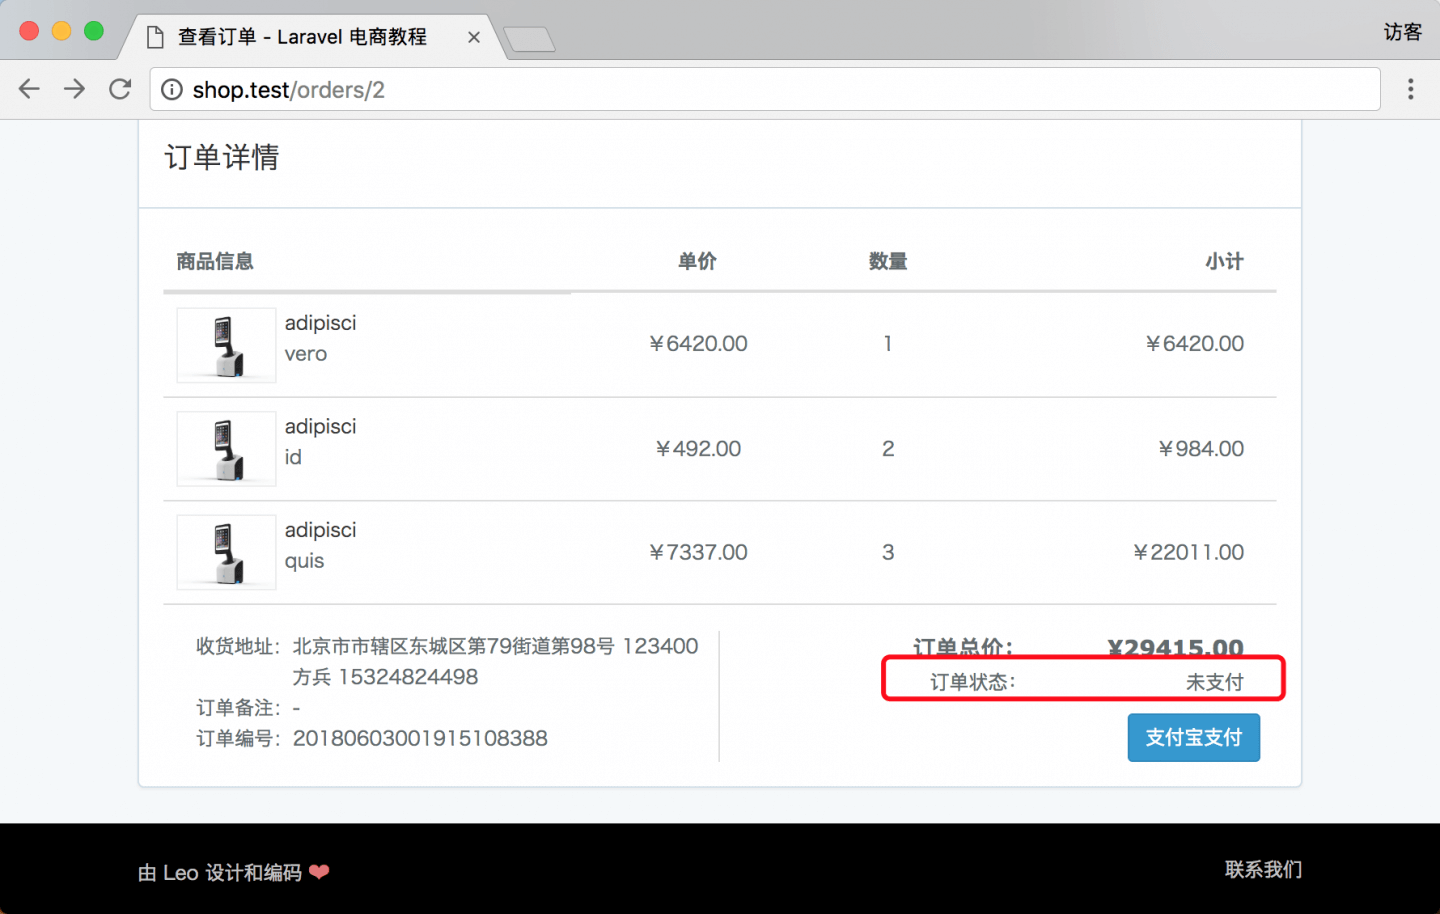 查看订单 - Laravel 电商教程
访客
shop.test/orders/2
订单详情
商品信息 单价 数量 小计
adipisci
vero
￥6420.00 1 ￥6420.00
adipisci
id
￥492.00 2 ￥984.00
adipisci
quis
￥7337.00 3 ￥22011.00
收货地址： 北京市市辖区东城区第79街道第98号 123400
方兵 15324824498
订单备注： -
订单编号： 20180603001915108388
订单总价： ¥29415.00
订单状态： 未支付
支付宝支付
由 Leo 设计和编码 ❤
联系我们